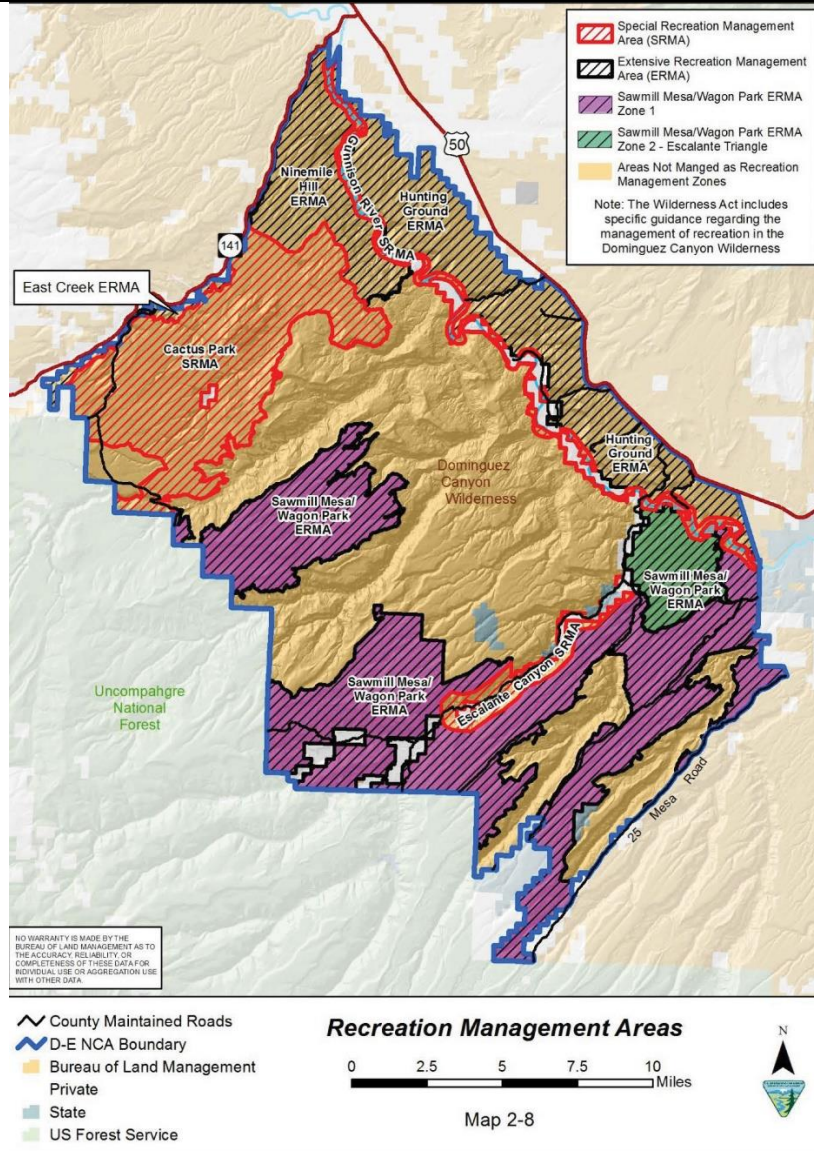 Special Recreation Management
Area (SRMA)
Extensive Recreation Management
Area (ERMA)
Sawmill Mesa/Wagon Park ERMA
Zone 1
Sawmill Mesa/Wagon Park ERMA
Zone 2 - Escalante Triangle
Areas Not Manged as Recreation
Management Zones
Note: The Wilderness Act includes
specific guidance regarding the
management of recreation in the
Dominguez Canyon Wilderness
50
Ninemile
Hill
ERMA
Gunnison River SRMA
Hunting
Ground
ERMA
141
East Creek ERMA
Cactus Park
SRMA
Hunting
Ground
ERMA
Dominguez
Canyon
Wilderness
Sawmill Mesa/
Wagon Park
ERMA
Sawmill Mesa/
Wagon Park
ERMA
Escalante Canyon SRMA
Sawmill Mesa/
Wagon Park
ERMA
Uncompahgre
National
Forest
25 Mesa Road
NO WARRANTY IS MADE BY THE
BUREAU OF LAND MANAGEMENT AS TO
THE ACCURACY, RELIABILITY, OR
COMPLETENESS OF THESE DATA FOR
INDIVIDUAL USE OR AGGREGATION USE
WITH OTHER DATA
County Maintained Roads
D-E NCA Boundary
Bureau of Land Management
Private
State
US Forest Service
Recreation Management Areas
0 2.5 5 7.5 10
Miles
Map 2-8
N